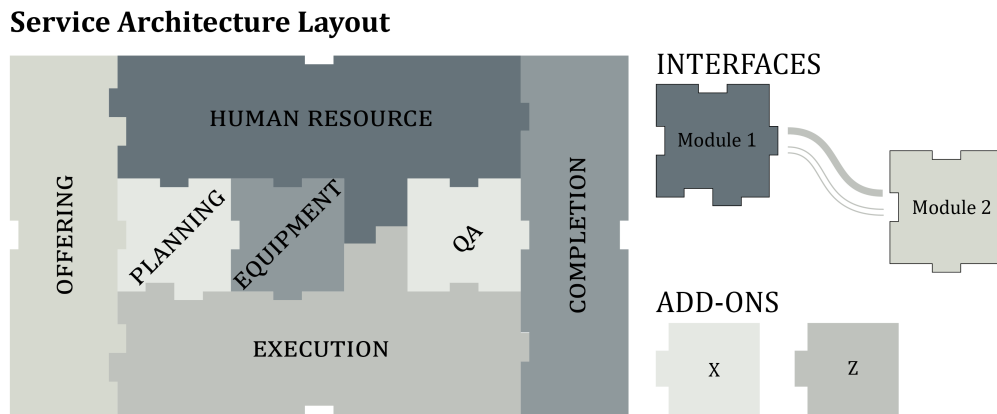 Service Architecture Layout
INTERFACES
HUMAN RESOURCE
Module 1
OFFERING
PLANNING
EQUIPMENT
QA
COMPLETION
Module 2
EXECUTION
ADD-ONS
X
Z